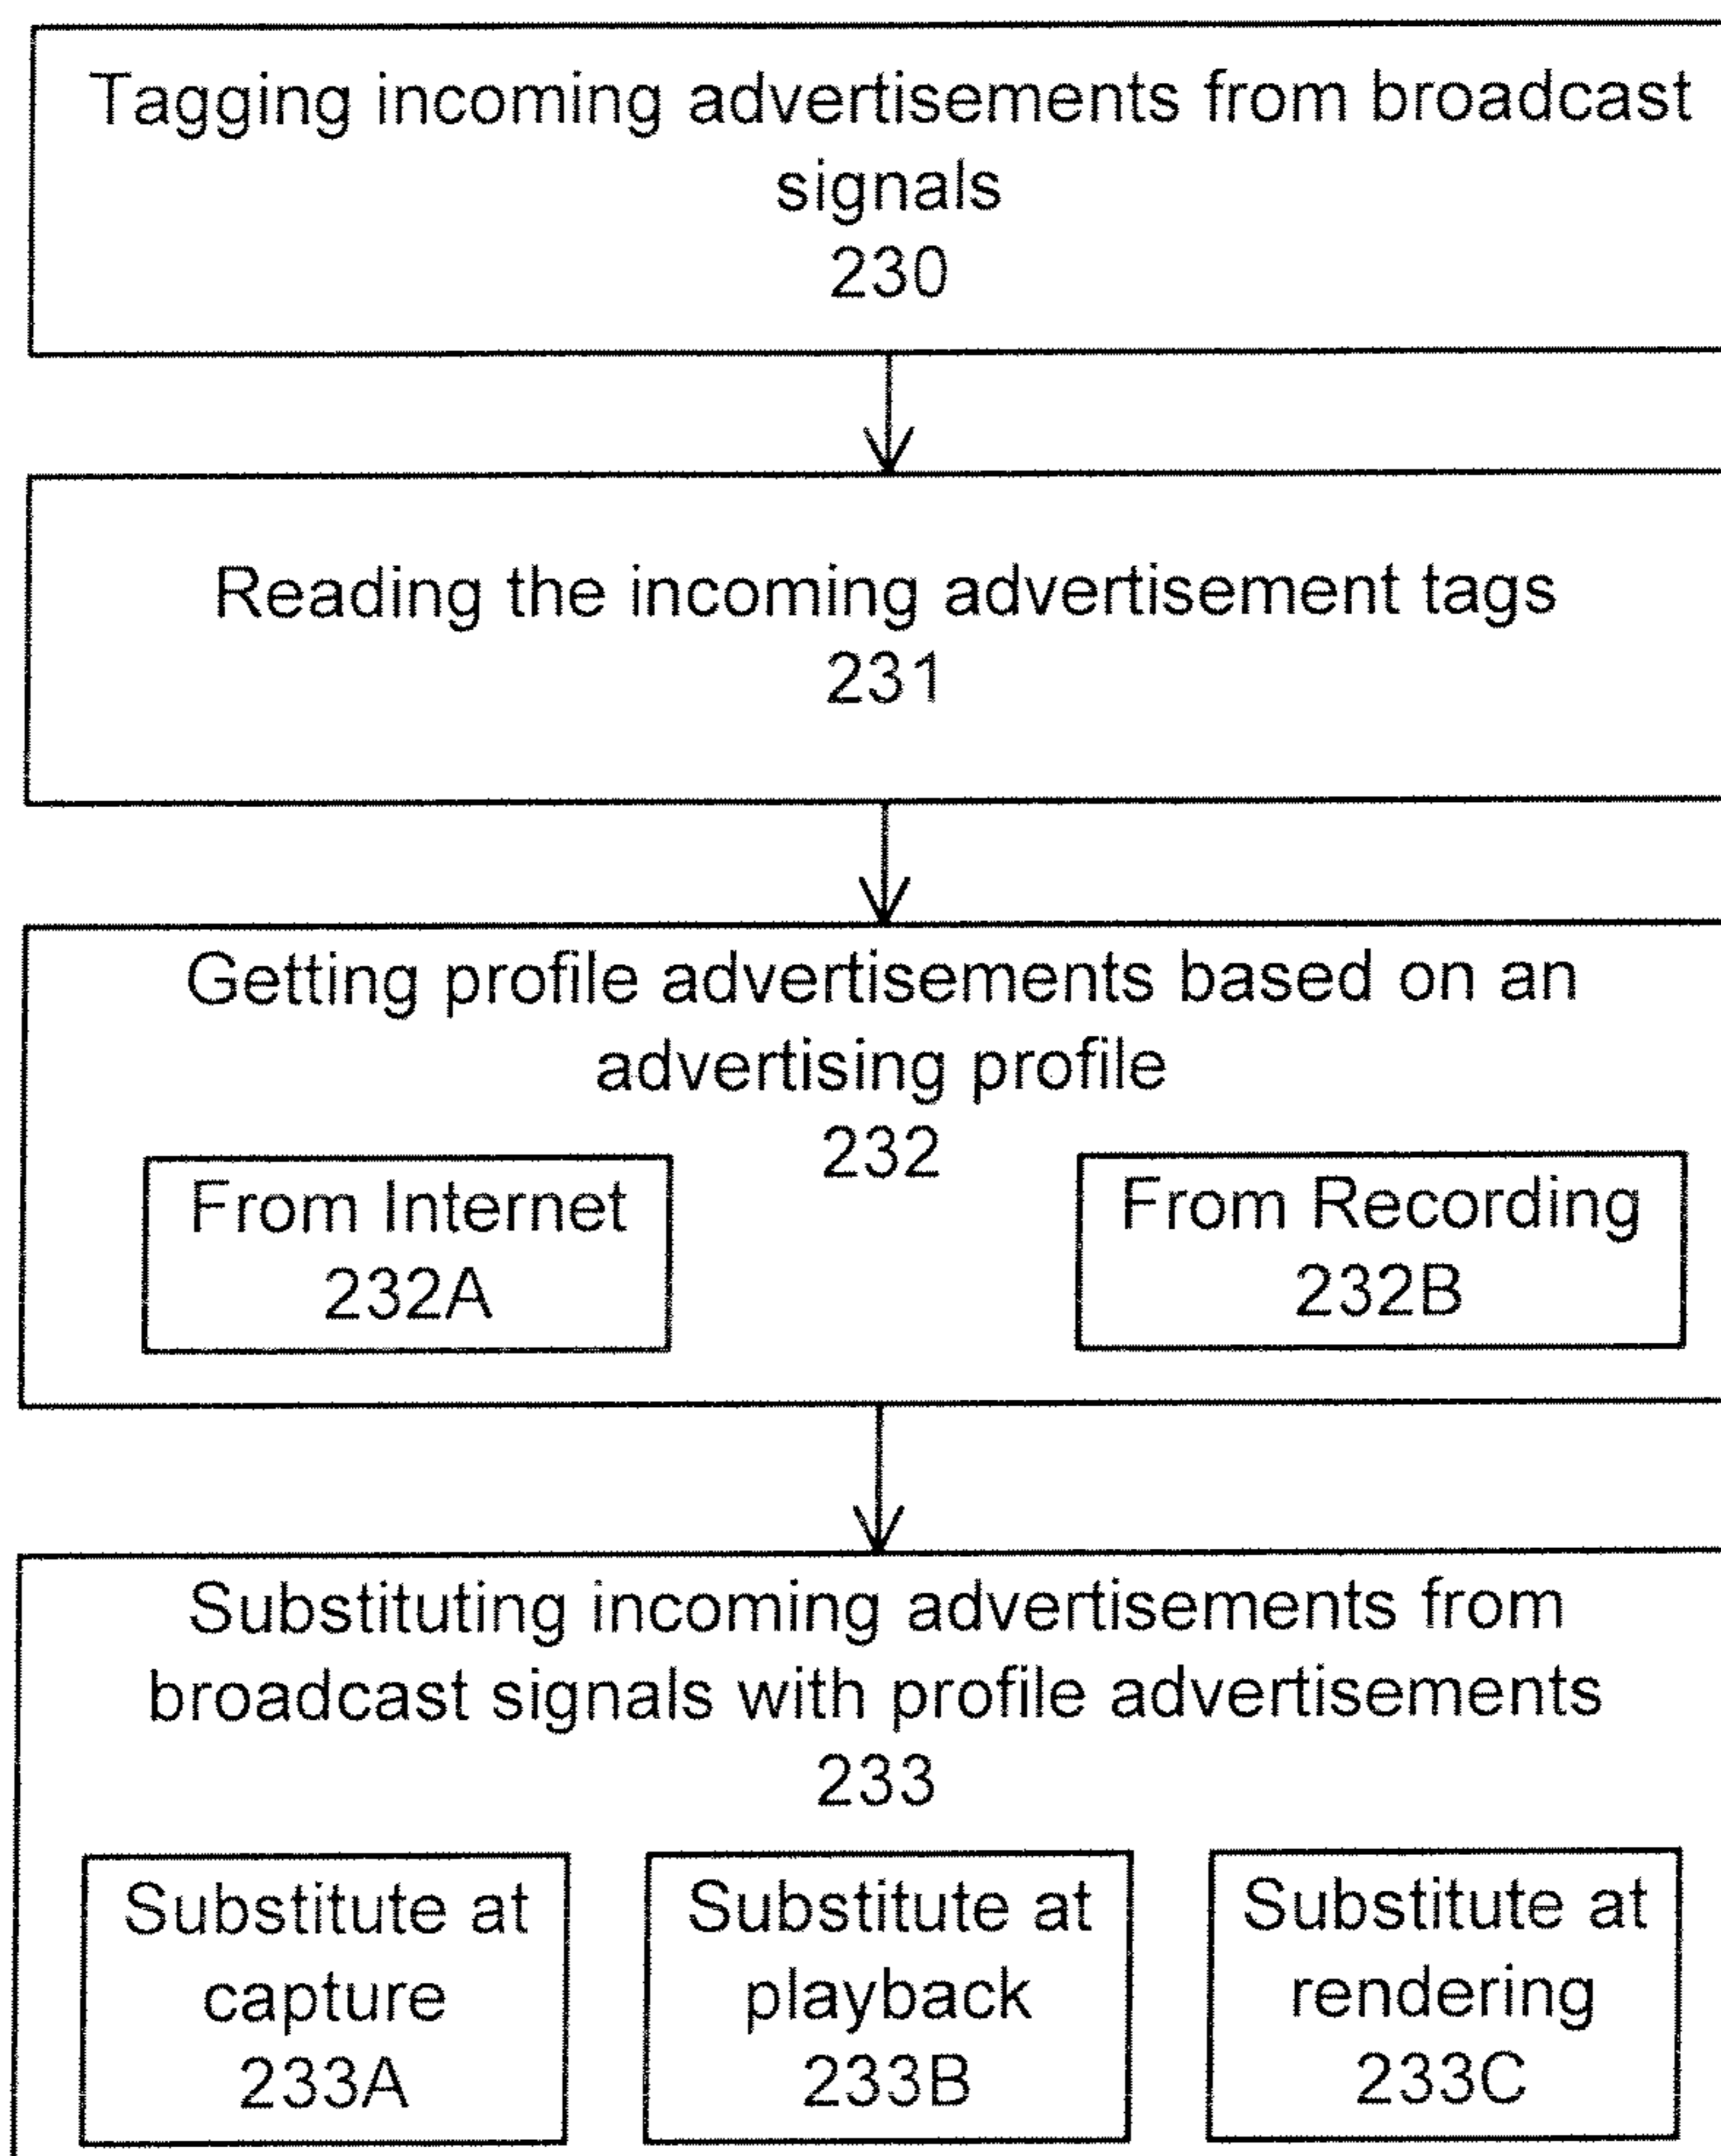 Tagging incoming advertisements from broadcast
signals
230
Reading the incoming advertisement tags
231
Getting profile advertisements based on an
advertising profile
232
From Internet
232A
From Recording
232B
Substituting incoming advertisements from
broadcast signals with profile advertisements
233
Substitute at
capture
233A
Substitute at
playback
233B
Substitute at
rendering
233C